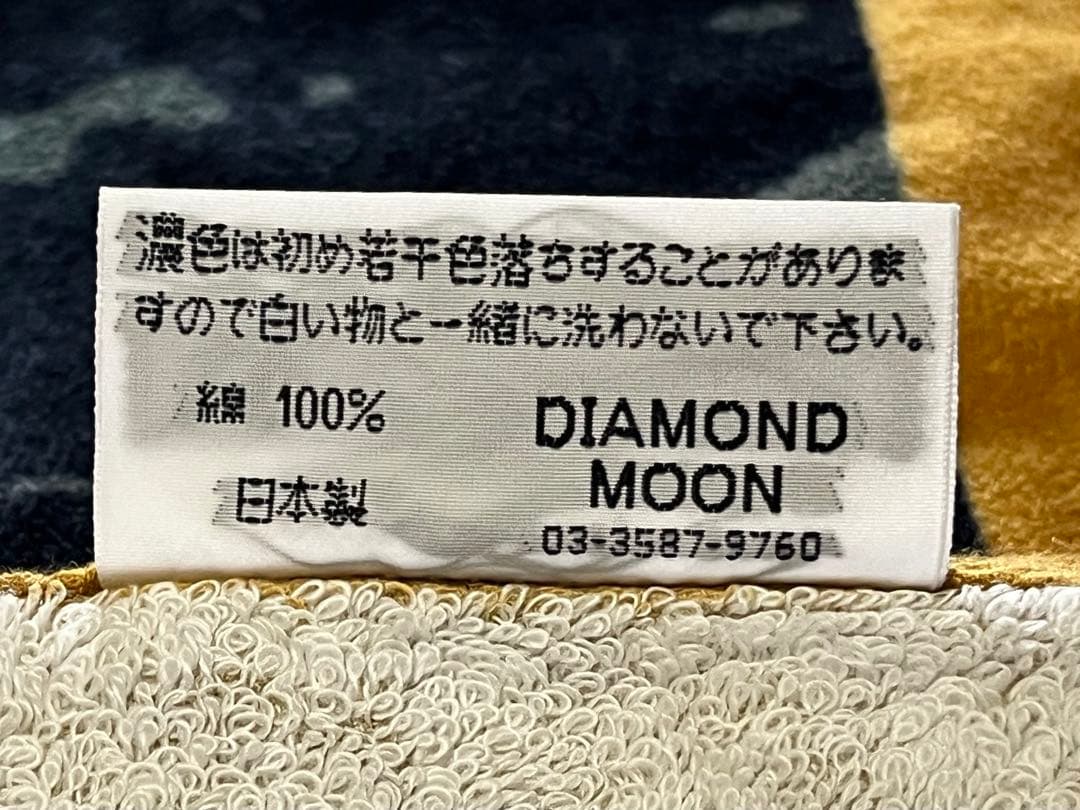 濃色は初め若干色落ちすることがありま
すので白い物と一緒に洗わないで下さい。
綿 100%
日本製
DIAMOND
MOON
03-3587-9760